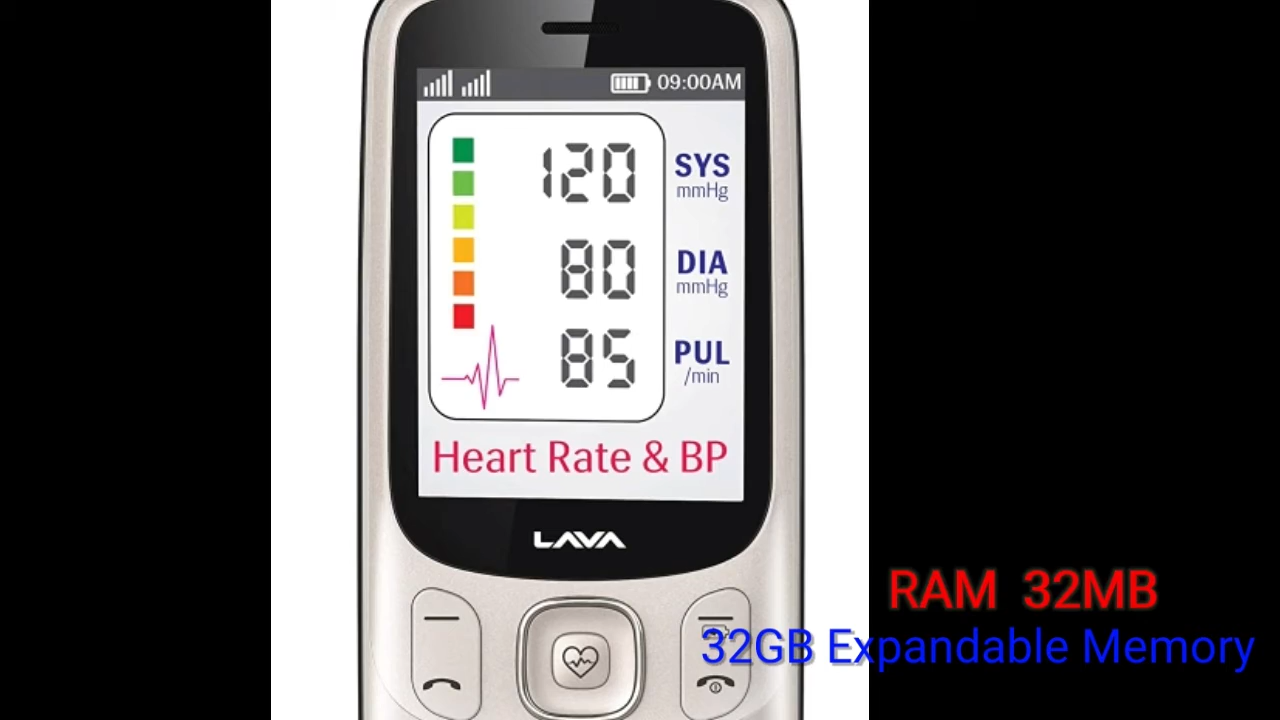 09:00AM
120 SYS
mmHg
80 DIA
mmHg
85 PUL
/min
Heart Rate & BP
LAVA
RAM 32MB
32GB Expandable Memory